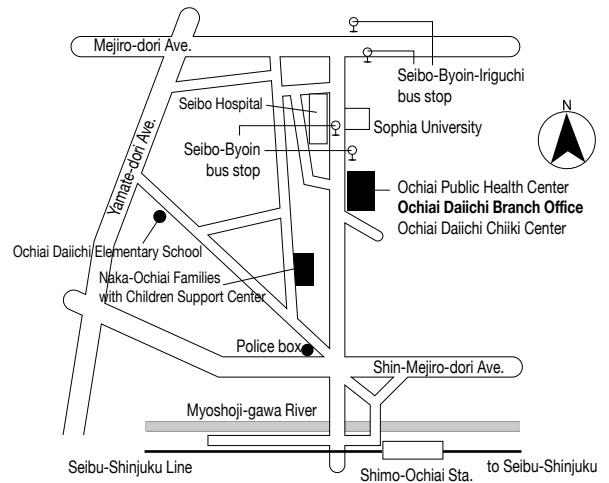 Mejiro-dori Ave.
Seibo-Byoin-Iriguchi
bus stop
Seibo Hospital
Sophia University
N
Yamate-dori Ave.
Seibo-Byoin
bus stop
Ochiai Public Health Center
Ochiai Daiichi Branch Office
Ochiai Daiichi Chiiki Center
Ochiai Daiichi Elementary School
Naka-Ochiai Families
with Children Support Center
Police box
Shin-Mejiro-dori Ave.
Myoshoji-gawa River
Seibu-Shinjuku Line
Shimo-Ochiai Sta.
to Seibu-Shinjuku